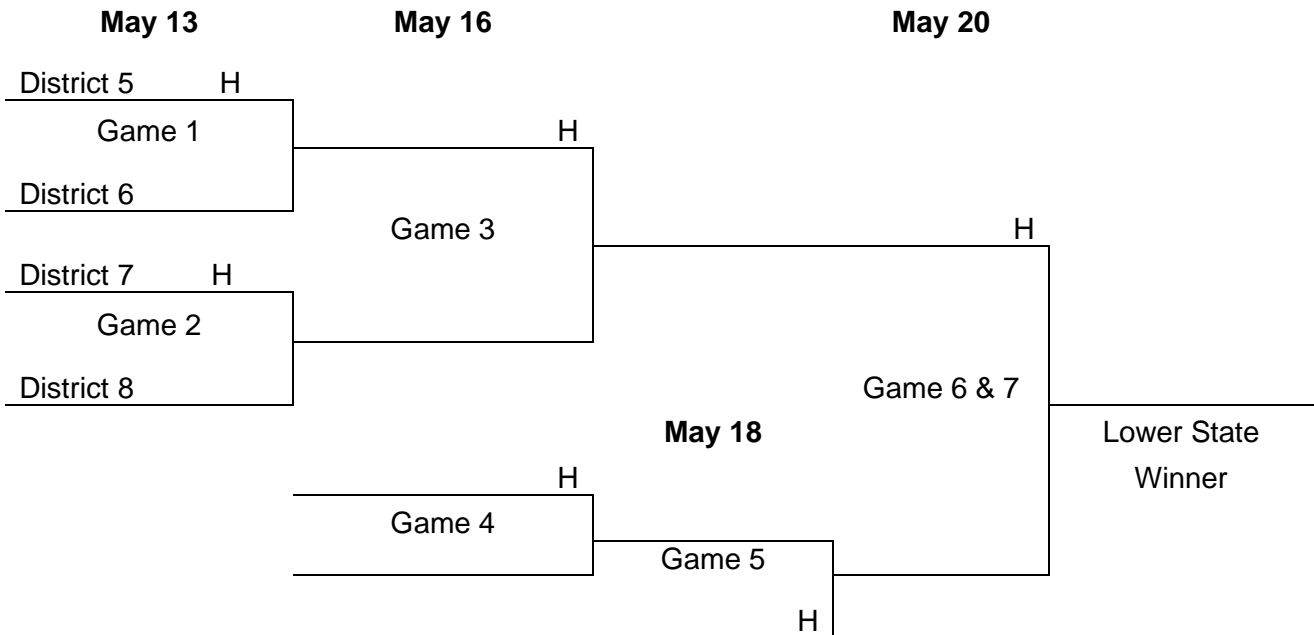 May 13 May 16 May 20
District 5 H
Game 1 H
District 6
Game 3 H
District 7 H
Game 2
District 8 Game 6 & 7
May 18 Lower State
H Winner
Game 4
Game 5
H